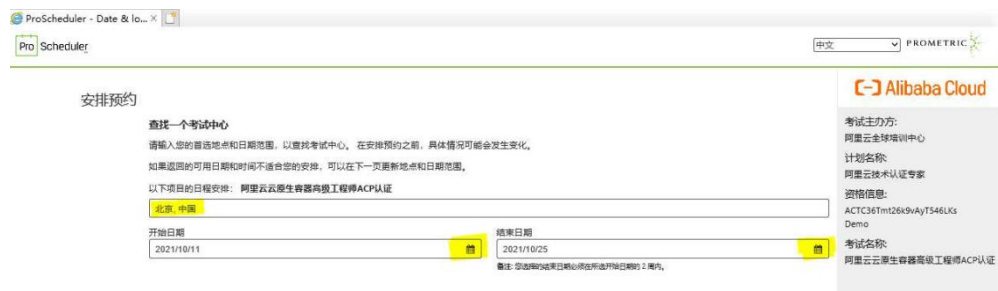 ProScheduler - Date & lo... ×
Pro Scheduler
中文
PROMETRIC
安排预约
查找一个考试中心
请输入您的首选地点和日期范围，以查找考试中心。 在安排预约之前，具体情况可能会发生变化。
如果返回的可用日期和时间不适合您的安排，可以在下一页更新地点和日期范围。
以下项目的日程安排： 阿里云云原生容器高级工程师ACP认证
北京, 中国
开始日期
结束日期
2021/10/11
2021/10/25
备注: 您选择的结束日期必须在所选开始日期的 2 周内。
Alibaba Cloud
考试主办方:
阿里云全球培训中心
计划名称:
阿里云技术认证专家
资格信息:
ACTC36Tmt26k9vAyT546LKs
Demo
考试名称:
阿里云云原生容器高级工程师ACP认证